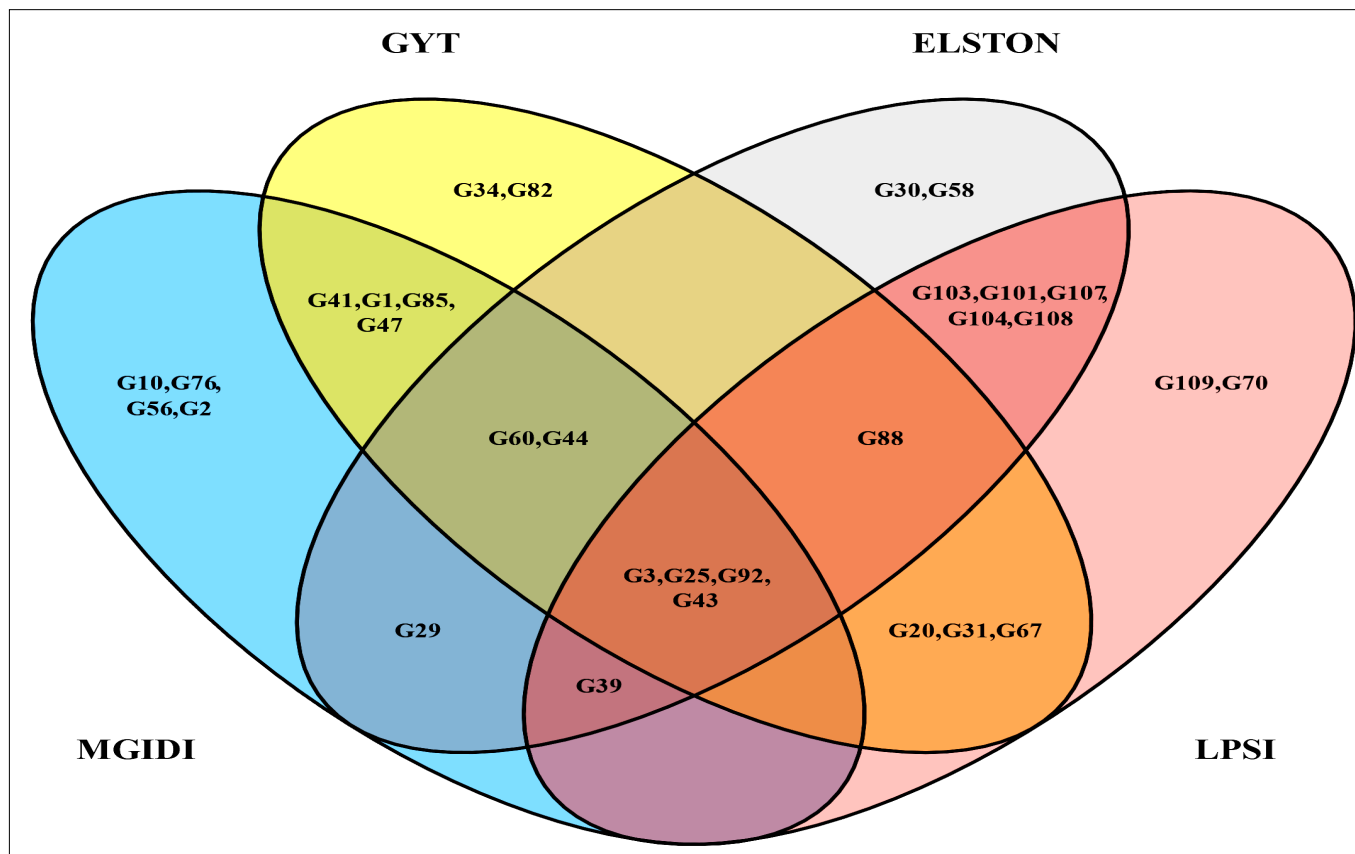 GYT
ELSTON
G34,G82
G30,G58
G41,G1,G85,
G47
G103,G101,G107,
G104,G108
G10,G76,
G56,G2
G109,G70
G60,G44
G88
G3,G25,G92,
G43
G29
G20,G31,G67
G39
MGIDI
LPSI